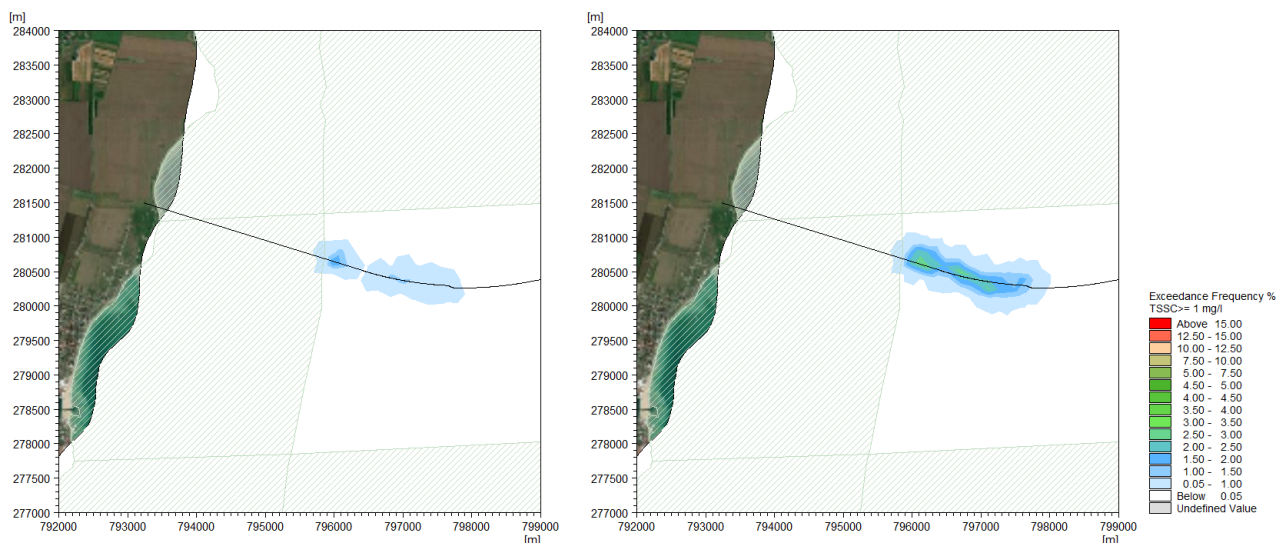 [m]
284000
283500
283000
282500
282000
281500
281000
280500
280000
279500
279000
278500
278000
277500
277000
792000 793000 794000 795000 796000 797000 798000 799000
[m]
[m]
284000
283500
283000
282500
282000
281500
281000
280500
280000
279500
279000
278500
278000
277500
277000
792000 793000 794000 795000 796000 797000 798000 799000
[m]
Exceedance Frequency %
TSSC>= 1 mg/l
Above 15.00
12.50 - 15.00
10.00 - 12.50
7.50 - 10.00
5.00 - 7.50
4.50 - 5.00
4.00 - 4.50
3.50 - 4.00
3.00 - 3.50
2.50 - 3.00
2.00 - 2.50
1.50 - 2.00
1.00 - 1.50
0.05 - 1.00
Below 0.05
Undefined Value